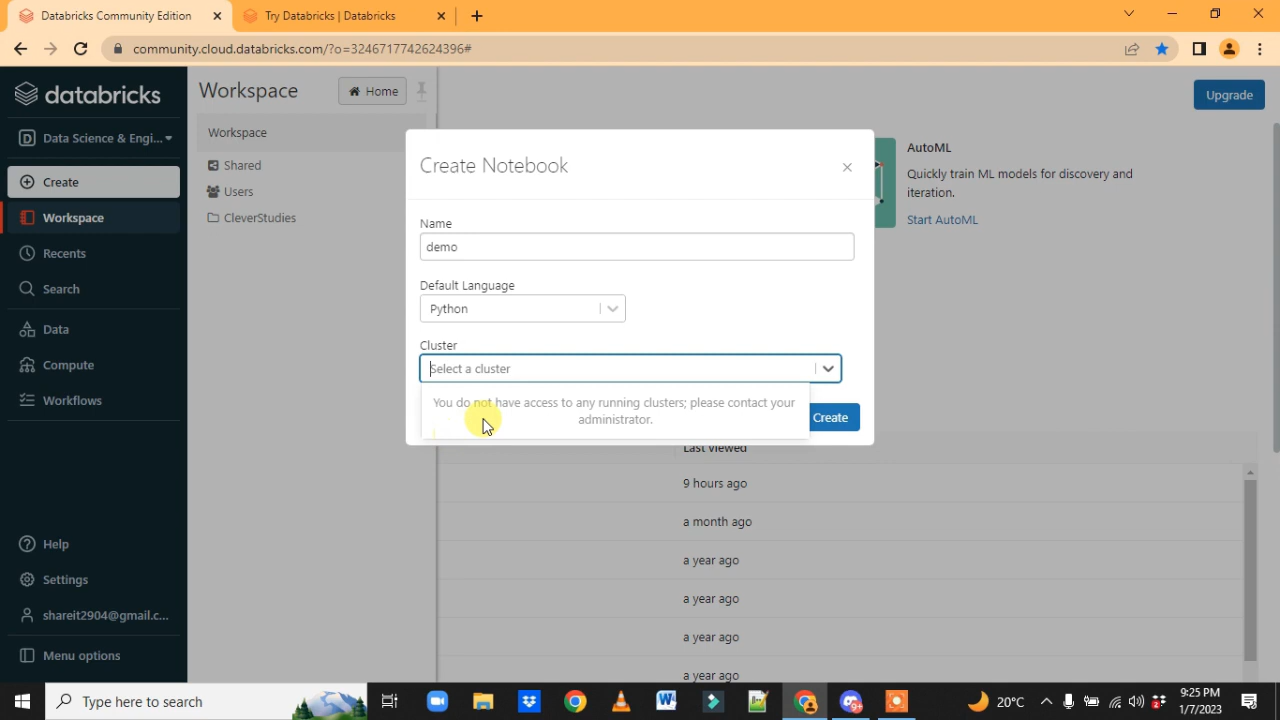 Databricks Community Edition
Try Databricks | Databricks
community.cloud.databricks.com/?o=3246717742624396#
databricks
Workspace
Home
Upgrade
D
Data Science & Engi...
Workspace
AutoML
Quickly train ML models for discovery and
iteration.
Start AutoML
Shared
Users
CleverStudies
Create
Workspace
Recents
Search
Data
Compute
Workflows
Create Notebook
Name
demo
Default Language
Python
Cluster
Select a cluster
You do not have access to any running clusters; please contact your
administrator.
Create
Last viewed
9 hours ago
a month ago
a year ago
a year ago
a year ago
a year ago
Help
Settings
shareit2904@gmail.c...
Menu options
Type here to search
20°C
9:25 PM
1/7/2023